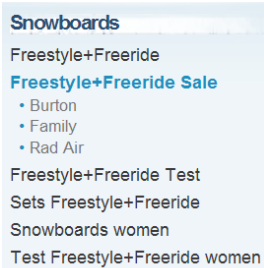 Snowboards
Freestyle+Freeride
Freestyle+Freeride Sale
• Burton
• Family
• Rad Air
Freestyle+Freeride Test
Sets Freestyle+Freeride
Snowboards women
Test Freestyle+Freeride women